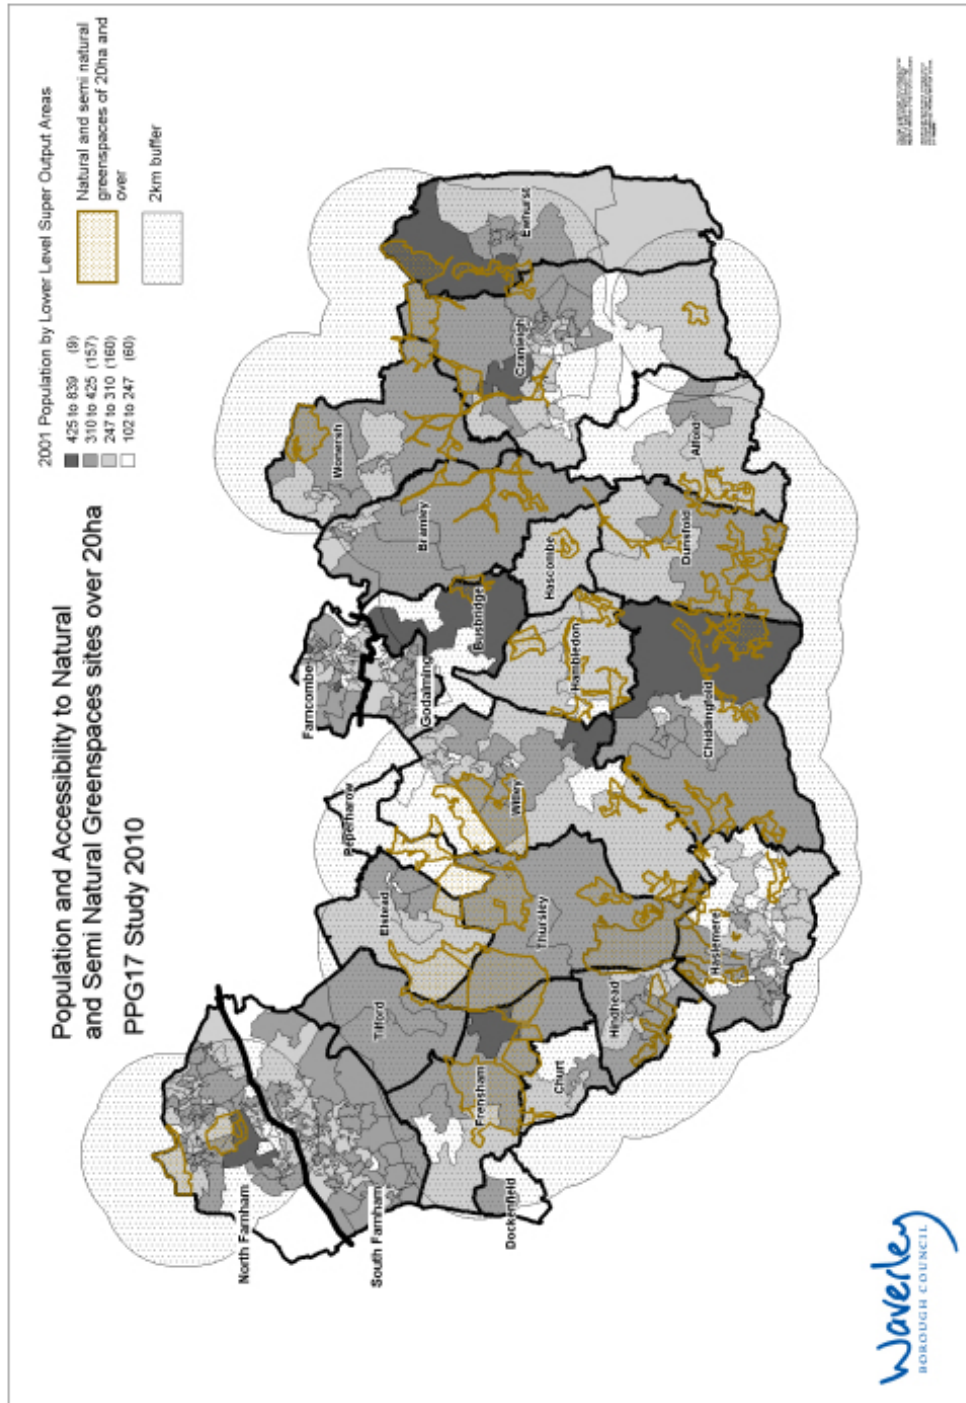 Population and Accessibility to Natural
and Semi Natural Greenspaces sites over 20ha
PPG17 Study 2010
2001 Population by Lower Level Super Output Areas
425 to 839 (9)
310 to 425 (157)
247 to 310 (160)
102 to 247 (60)
Natural and semi natural
greenspaces of 20ha and
over
2km buffer
North Farnham
South Farnham
Dockenfield
Frensham
Tilford
Churt
Hindhead
Elstead
Thursley
Haslemere
Peperharow
Witley
Farncombe
Godalming
Busbridge
Hambledon
Chiddingfold
Hascombe
Bramley
Dunsfold
Wonersh
Alfold
Cranleigh
Ewhurst
Waverley
BOROUGH COUNCIL